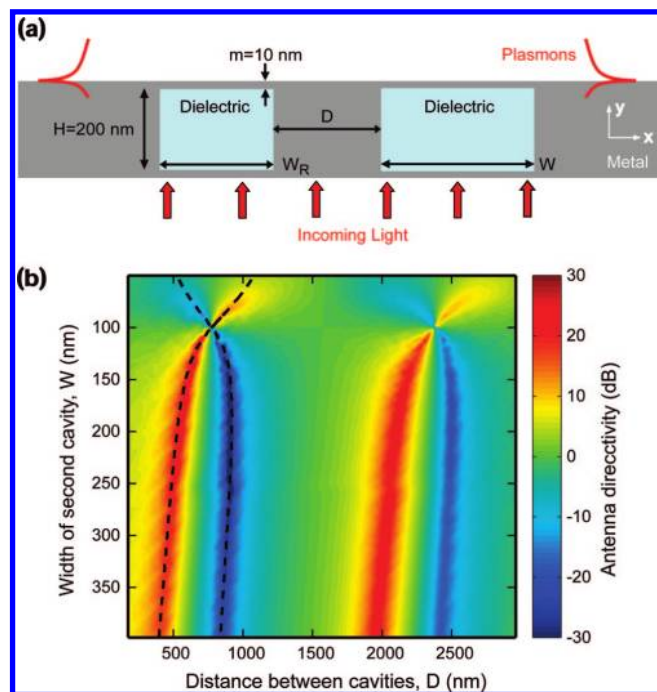 (a)
m=10 nm
Plasmons
Dielectric
Dielectric
D
H=200 nm
y
x
W_R
W
Metal
Incoming Light
(b)
Width of second cavity, W (nm)
100
150
200
250
300
350
500
1000
1500
2000
2500
Distance between cavities, D (nm)
30
20
10
0
-10
-20
-30
Antenna direcctivity (dB)